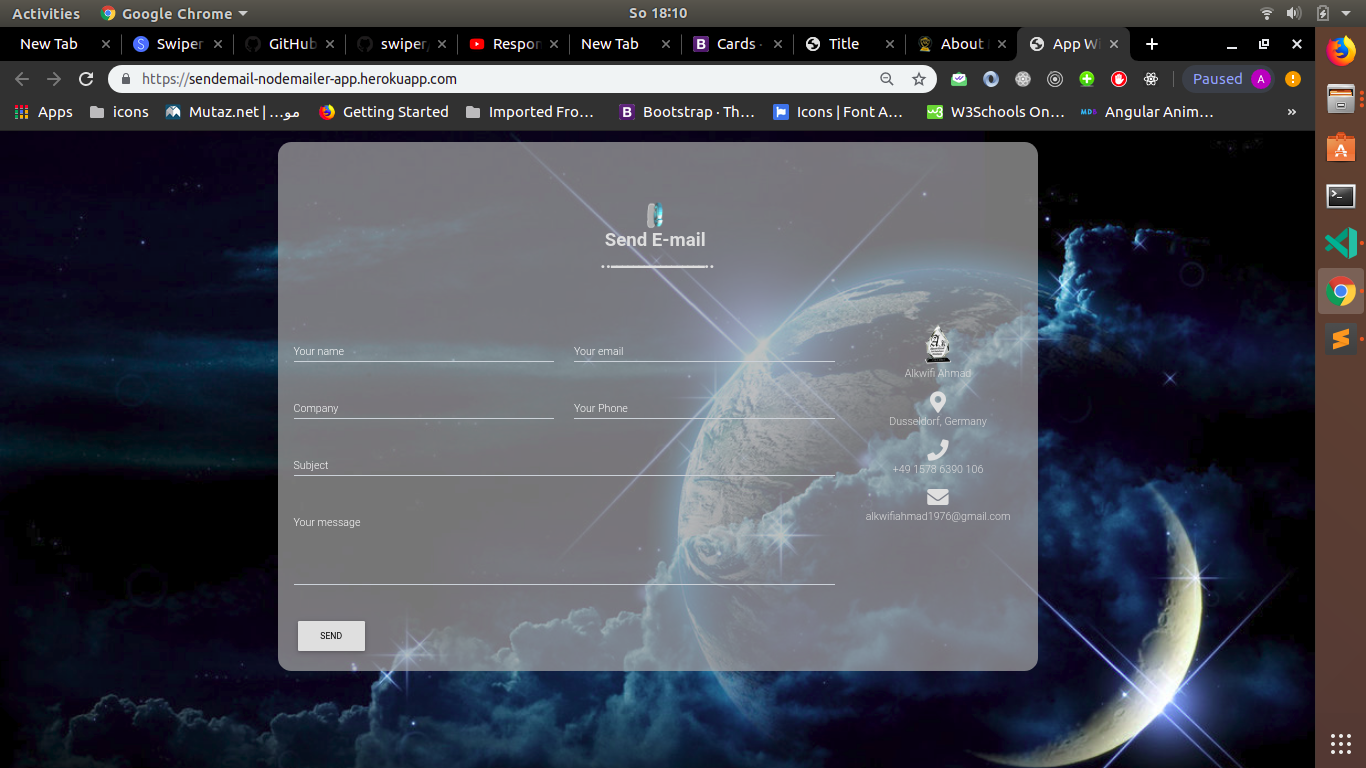 Activities Google Chrome So 18:10
New Tab Swiper GitHub swiper, Respon New Tab Cards - Title About App Wi
https://sendemail-nodemailer-app.herokuapp.com Paused A
Apps icons Mutaz.net | مو... Getting Started Imported Fro... Bootstrap · Th... Icons | Font A... W3Schools On... Angular Anim... »
Send E-mail
Your name Your email
Alkwifi Ahmad
Company Your Phone
Dusseldorf, Germany
Subject
+49 1578 6390 106
Your message
alkwifiahmad1976@gmail.com
SEND